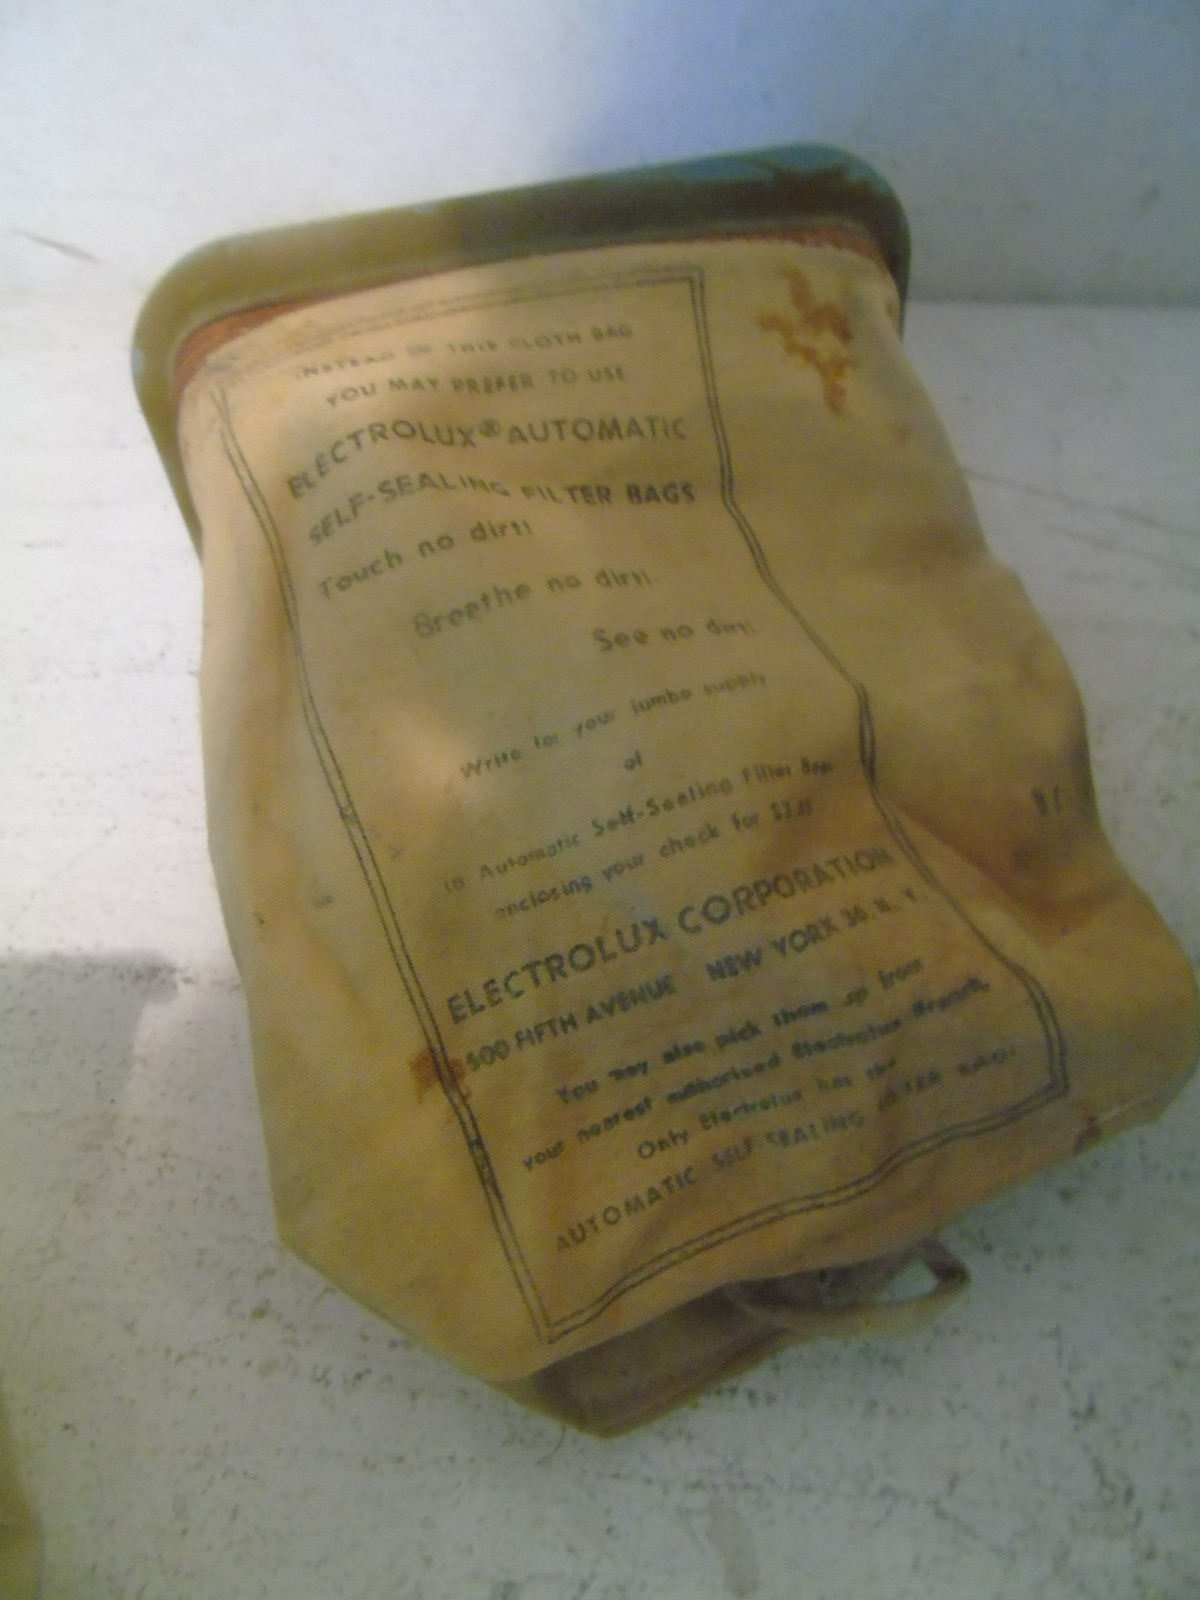 INSTEAD OF THIS CLOTH BAG
YOU MAY PREFER TO USE
ELECTROLUX® AUTOMATIC
SELF-SEALING FILTER BAGS
Touch no dirt!
Breathe no dirt!
See no dirt!
Write for your jumbo supply
of
18 Automatic Self-Sealing Filter Bags
enclosing your check for
ELECTROLUX CORPORATION
500 FIFTH AVENUE NEW YORK 36, N. Y.
You may also pick them up from
your nearest authorized Electrolux Branch.
Only Electrolux has the
AUTOMATIC SELF-SEALING FILTER BAG!